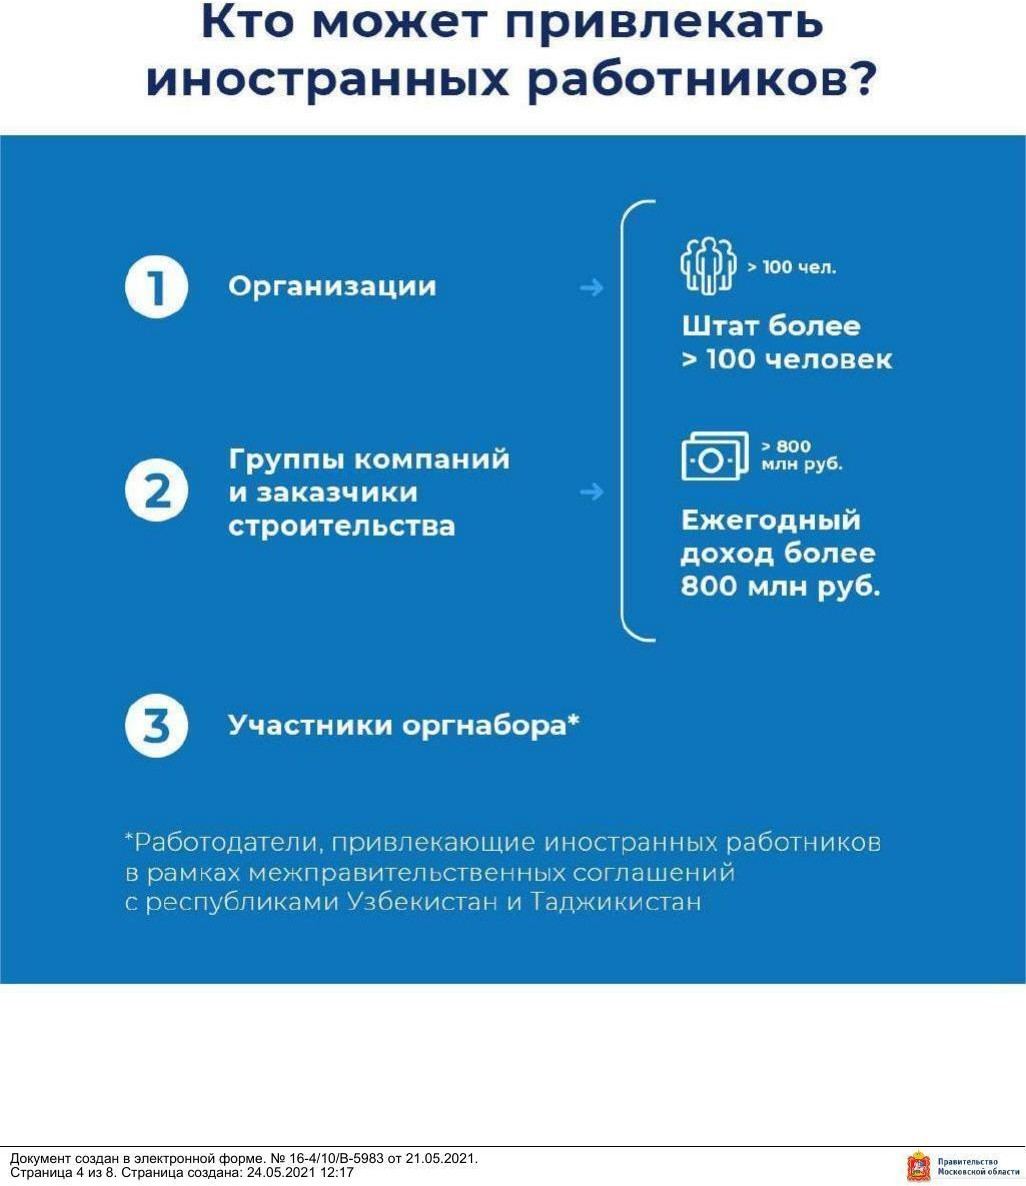 Кто может привлекать
иностранных работников?
1
Организации
> 100 чел.
Штат более
> 100 человек
2
Группы компаний
и заказчики
строительства
> 800
млн руб.
Ежегодный
доход более
800 млн руб.
3
Участники оргнабора*
*Работодатели, привлекающие иностранных работников
в рамках межправительственных соглашений
с республиками Узбекистан и Таджикистан
Документ создан в электронной форме. № 16-4/10/В-5983 от 21.05.2021.
Страница 4 из 8. Страница создана: 24.05.2021 12:17
Правительство
Московской области